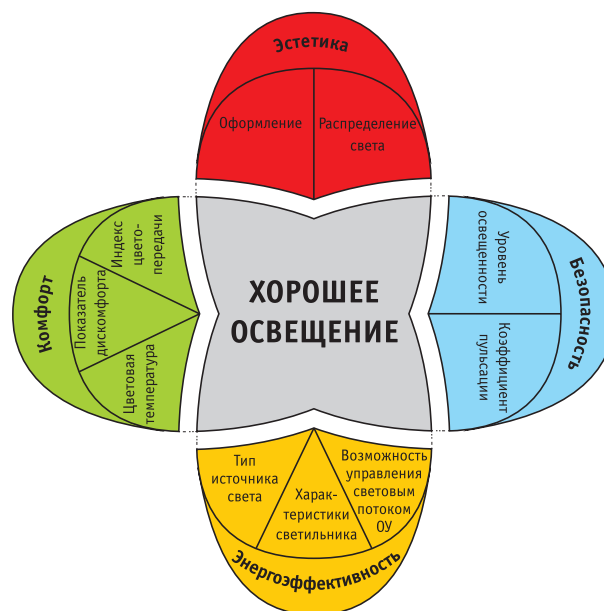 Эстетика
Оформление
Распределение
света
Комфорт
Индекс
цвето-
передачи
Показатель
дискомфорта
Цветовая
температура
ХОРОШЕЕ
ОСВЕЩЕНИЕ
Безопасность
Уровень
освещенности
Коэффициент
пульсации
Тип
источника
света
Харак-
теристики
светильника
Возможность
управления
световым
потоком
ОУ
Энергоэффективность